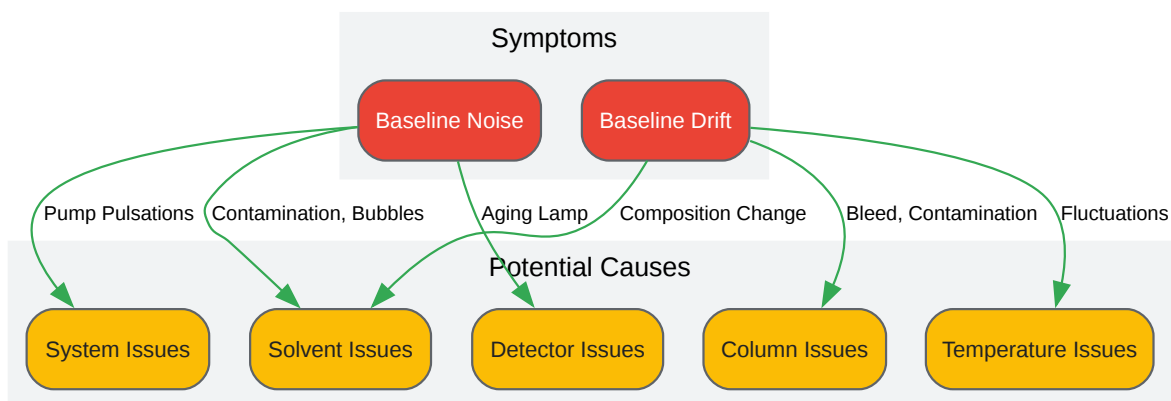 Symptoms
Baseline Noise
Baseline Drift
Pump Pulsations
Contamination, Bubbles
Aging Lamp
Composition Change
Bleed, Contamination
Fluctuations
Potential Causes
System Issues
Solvent Issues
Detector Issues
Column Issues
Temperature Issues